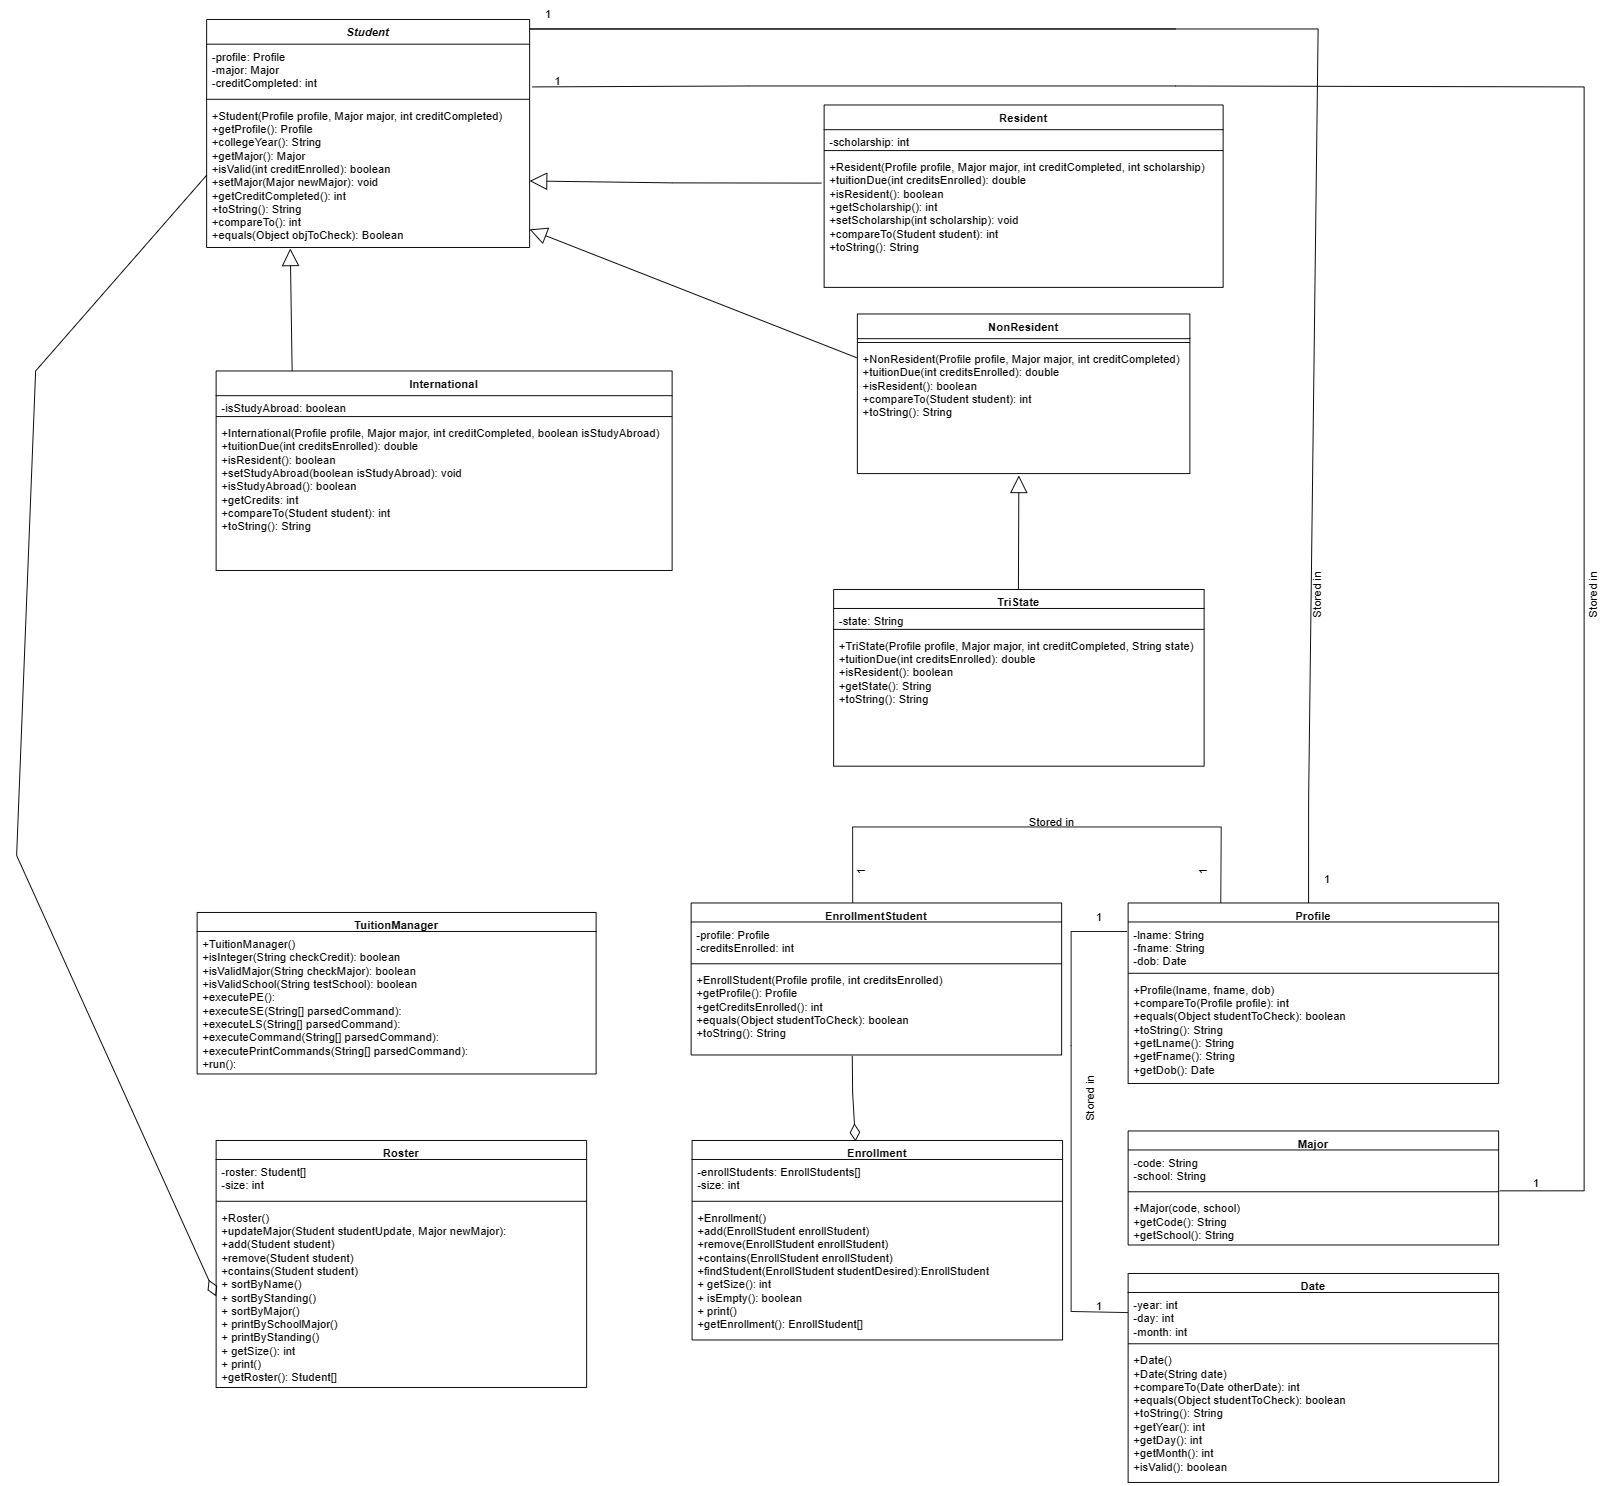 1
Student
-profile: Profile
-major: Major
-creditCompleted: int
+Student(Profile profile, Major major, int creditCompleted)
+getProfile(): Profile
+collegeYear(): String
+getMajor(): Major
+isValid(int creditEnrolled): boolean
+setMajor(Major newMajor): void
+getCreditCompleted(): int
+toString(): String
+compareTo(): int
+equals(Object objToCheck): Boolean
1
Resident
-scholarship: int
+Resident(Profile profile, Major major, int creditCompleted, int scholarship)
+tuitionDue(int creditsEnrolled): double
+isResident(): boolean
+getScholarship(): int
+setScholarship(int scholarship): void
+compareTo(Student student): int
+toString(): String
NonResident
+NonResident(Profile profile, Major major, int creditCompleted)
+tuitionDue(int creditsEnrolled): double
+isResident(): boolean
+compareTo(Student student): int
+toString(): String
International
-isStudyAbroad: boolean
+International(Profile profile, Major major, int creditCompleted, boolean isStudyAbroad)
+tuitionDue(int creditsEnrolled): double
+isResident(): boolean
+setStudyAbroad(boolean isStudyAbroad): void
+isStudyAbroad(): boolean
+getCredits: int
+compareTo(Student student): int
+toString(): String
TriState
-state: String
+TriState(Profile profile, Major major, int creditCompleted, String state)
+tuitionDue(int creditsEnrolled): double
+isResident(): boolean
+getState(): String
+toString(): String
Stored in
Stored in
Stored in
1
1
1
TuitionManager
+TuitionManager()
+isInteger(String checkCredit): boolean
+isValidMajor(String checkMajor): boolean
+isValidSchool(String testSchool): boolean
+executePE():
+executeSE(String[] parsedCommand):
+executeLS(String[] parsedCommand):
+executeCommand(String[] parsedCommand):
+executePrintCommands(String[] parsedCommand):
+run():
EnrollmentStudent
-profile: Profile
-creditsEnrolled: int
+EnrollStudent(Profile profile, int creditsEnrolled)
+getProfile(): Profile
+getCreditsEnrolled(): int
+equals(Object studentToCheck): boolean
+toString(): String
1
Profile
-lname: String
-fname: String
-dob: Date
+Profile(lname, fname, dob)
+compareTo(Profile profile): int
+equals(Object studentToCheck): boolean
+toString(): String
+getLname(): String
+getFname(): String
+getDob(): Date
Stored in
Roster
-roster: Student[]
-size: int
+Roster()
+updateMajor(Student studentUpdate, Major newMajor):
+add(Student student)
+remove(Student student)
+contains(Student student)
+ sortByName()
+ sortByStanding()
+ sortByMajor()
+ printBySchoolMajor()
+ printByStanding()
+ getSize(): int
+ print()
+getRoster(): Student[]
Enrollment
-enrollStudents: EnrollStudents[]
-size: int
+Enrollment()
+add(EnrollStudent enrollStudent)
+remove(EnrollStudent enrollStudent)
+contains(EnrollStudent enrollStudent)
+findStudent(EnrollStudent studentDesired):EnrollStudent
+ getSize(): int
+ isEmpty(): boolean
+ print()
+getEnrollment(): EnrollStudent[]
Major
-code: String
-school: String
+Major(code, school)
+getCode(): String
+getSchool(): String
1
1
Date
-year: int
-day: int
-month: int
+Date()
+Date(String date)
+compareTo(Date otherDate): int
+equals(Object studentToCheck): boolean
+toString(): String
+getYear(): int
+getDay(): int
+getMonth(): int
+isValid(): boolean